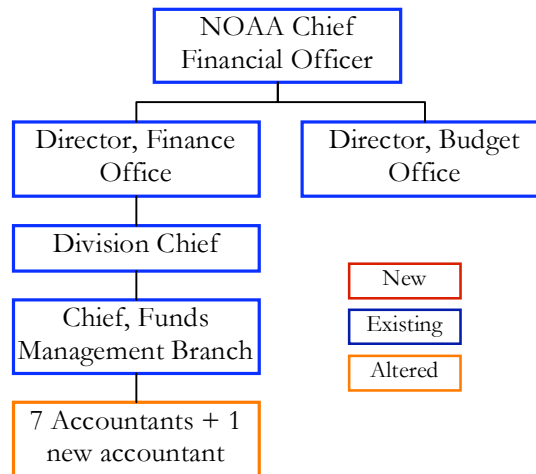 NOAA Chief
Financial Officer
Director, Finance
Office
Director, Budget
Office
Division Chief
Chief, Funds
Management Branch
7 Accountants + 1
new accountant
New
Existing
Altered